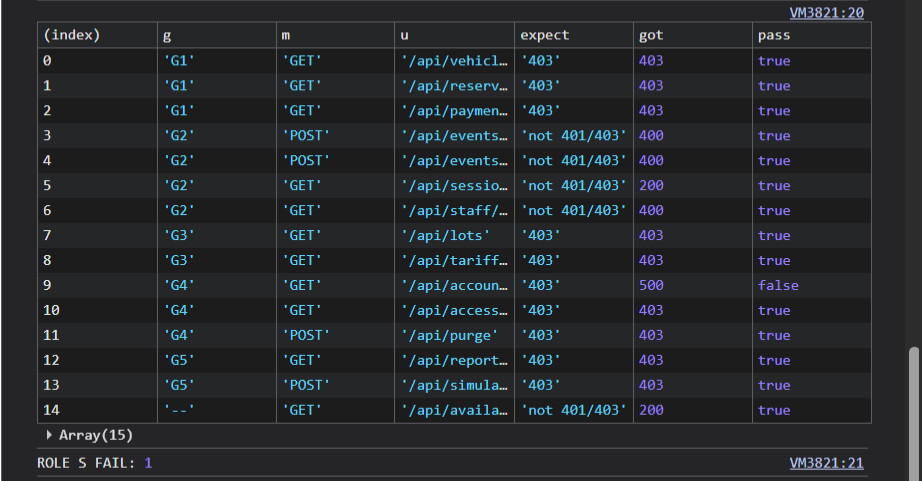 VM3821:20
(index) g m u expect got pass
0 'G1' 'GET' '/api/vehicl… '403' 403 true
1 'G1' 'GET' '/api/reserv… '403' 403 true
2 'G1' 'GET' '/api/paymen… '403' 403 true
3 'G2' 'POST' '/api/events… 'not 401/403' 400 true
4 'G2' 'POST' '/api/events… 'not 401/403' 400 true
5 'G2' 'GET' '/api/sessio… 'not 401/403' 200 true
6 'G2' 'GET' '/api/staff/… 'not 401/403' 400 true
7 'G3' 'GET' '/api/lots' '403' 403 true
8 'G3' 'GET' '/api/tariff… '403' 403 true
9 'G4' 'GET' '/api/accoun… '403' 500 false
10 'G4' 'GET' '/api/access… '403' 403 true
11 'G4' 'POST' '/api/purge' '403' 403 true
12 'G5' 'GET' '/api/report… '403' 403 true
13 'G5' 'POST' '/api/simula… '403' 403 true
14 '--' 'GET' '/api/availa… 'not 401/403' 200 true
▶ Array(15)
ROLE S FAIL: 1 VM3821:21